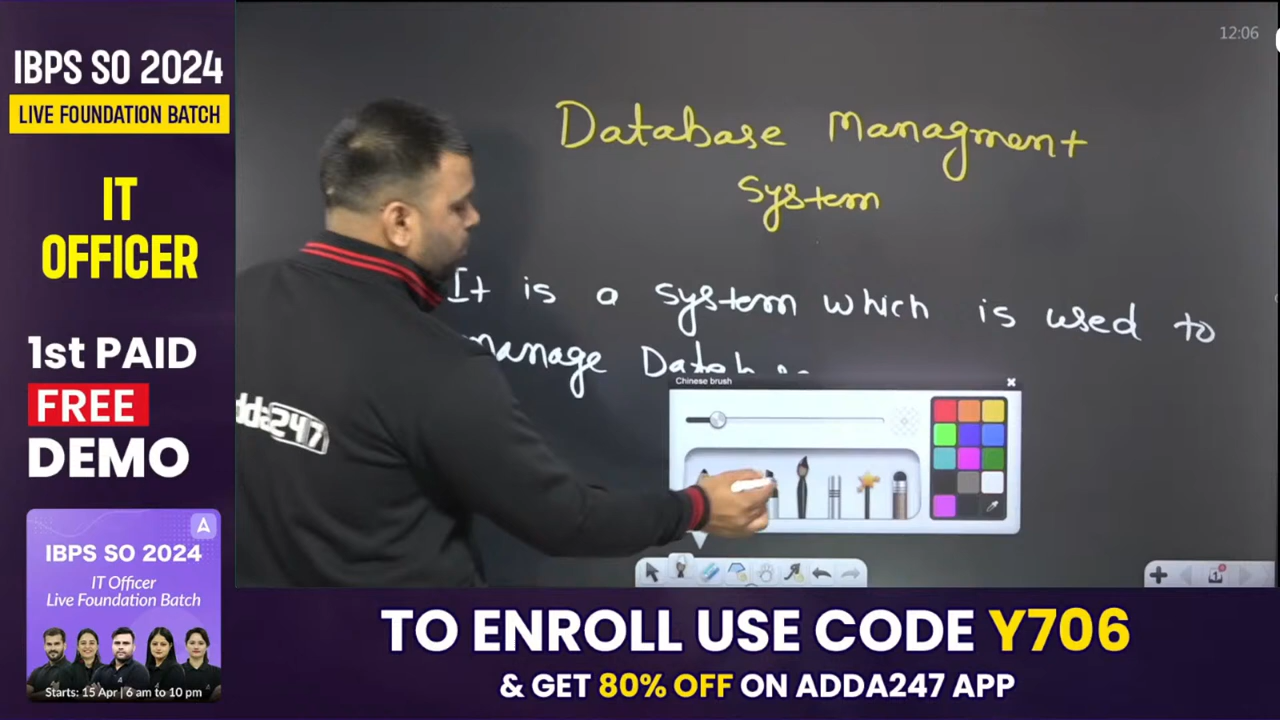 12:06
IBPS SO 2024
LIVE FOUNDATION BATCH
IT
OFFICER
1st PAID
FREE
DEMO
IBPS SO 2024
IT Officer
Live Foundation Batch
Starts: 15 Apr | 6 am to 10 pm
Database Managment
System
It is a system which is used to
manage
Chinese brush
dda247
1
TO ENROLL USE CODE Y706
& GET 80% OFF ON ADDA247 APP